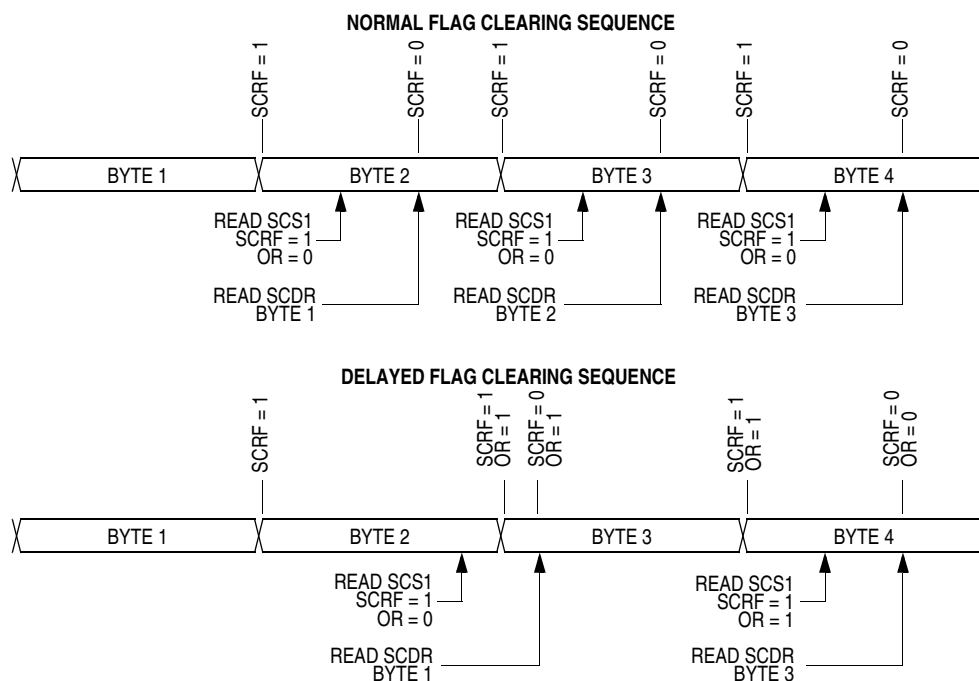 NORMAL FLAG CLEARING SEQUENCE
SCRF = 1
SCRF = 0
SCRF = 1
SCRF = 0
SCRF = 1
SCRF = 0
BYTE 1
BYTE 2
BYTE 3
BYTE 4
READ SCS1
SCRF = 1
OR = 0
READ SCS1
SCRF = 1
OR = 0
READ SCS1
SCRF = 1
OR = 0
READ SCDR
BYTE 1
READ SCDR
BYTE 2
READ SCDR
BYTE 3
DELAYED FLAG CLEARING SEQUENCE
SCRF = 1
SCRF = 1
OR = 1
SCRF = 0
OR = 1
SCRF = 1
OR = 1
SCRF = 0
OR = 0
BYTE 1
BYTE 2
BYTE 3
BYTE 4
READ SCS1
SCRF = 1
OR = 0
READ SCS1
SCRF = 1
OR = 1
READ SCDR
BYTE 1
READ SCDR
BYTE 3